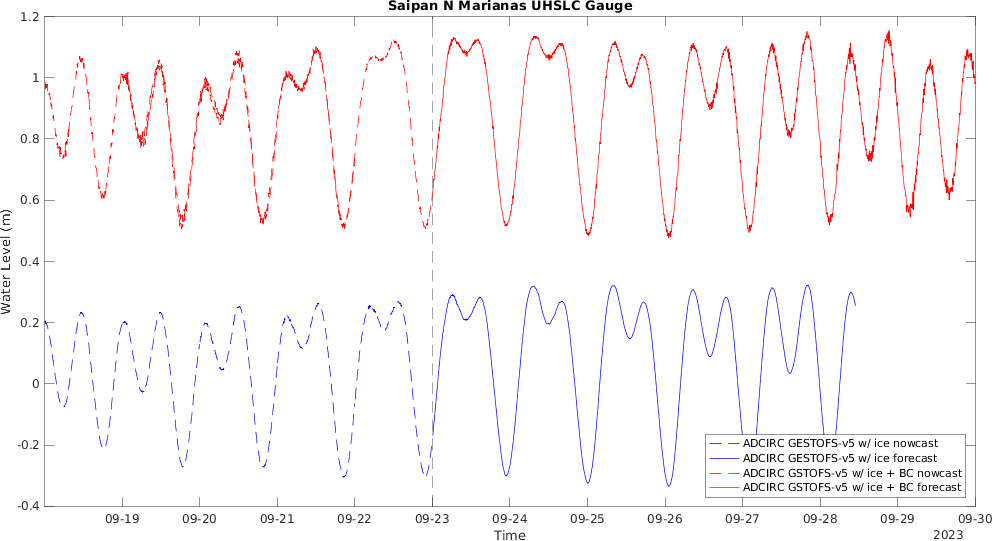 Saipan N Marianas UHSLC Gauge
1.2
1
0.8
0.6
0.4
0.2
0
-0.2
-0.4
Water Level (m)
ADCIRC GESTOFS-v5 w/ ice nowcast
ADCIRC GESTOFS-v5 w/ ice forecast
ADCIRC GSTOFS-v5 w/ ice + BC nowcast
ADCIRC GSTOFS-v5 w/ ice + BC forecast
09-19 09-20 09-21 09-22 09-23 09-24 09-25 09-26 09-27 09-28 09-29 09-30
Time
2023